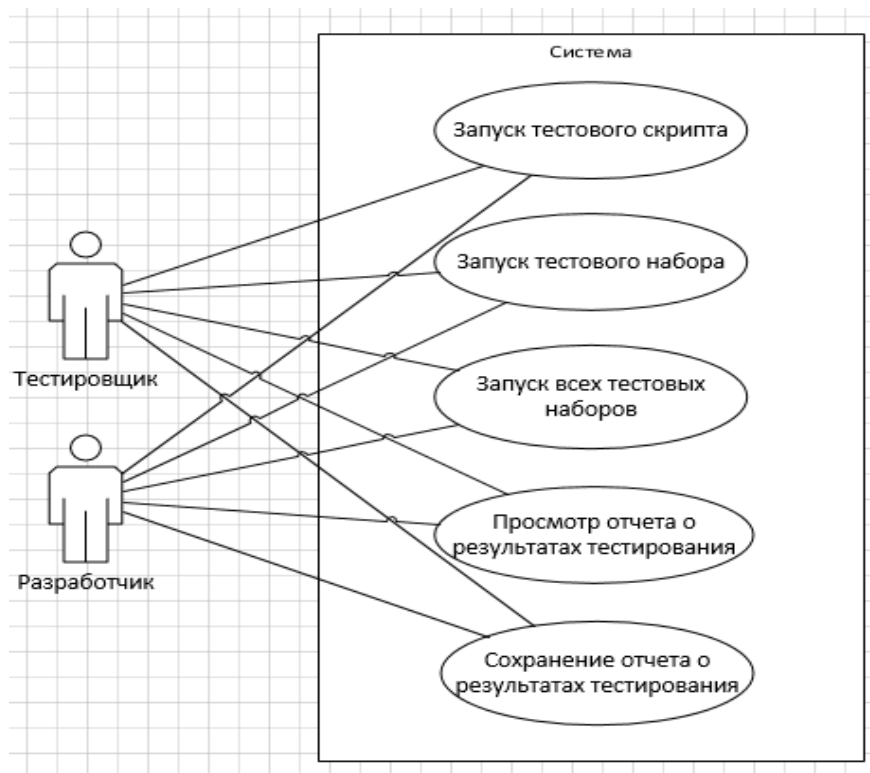 Система
Запуск тестового скрипта
Запуск тестового набора
Запуск всех тестовых
наборов
Просмотр отчета о
результатах тестирования
Сохранение отчета о
результатах тестирования
Тестировщик
Разработчик